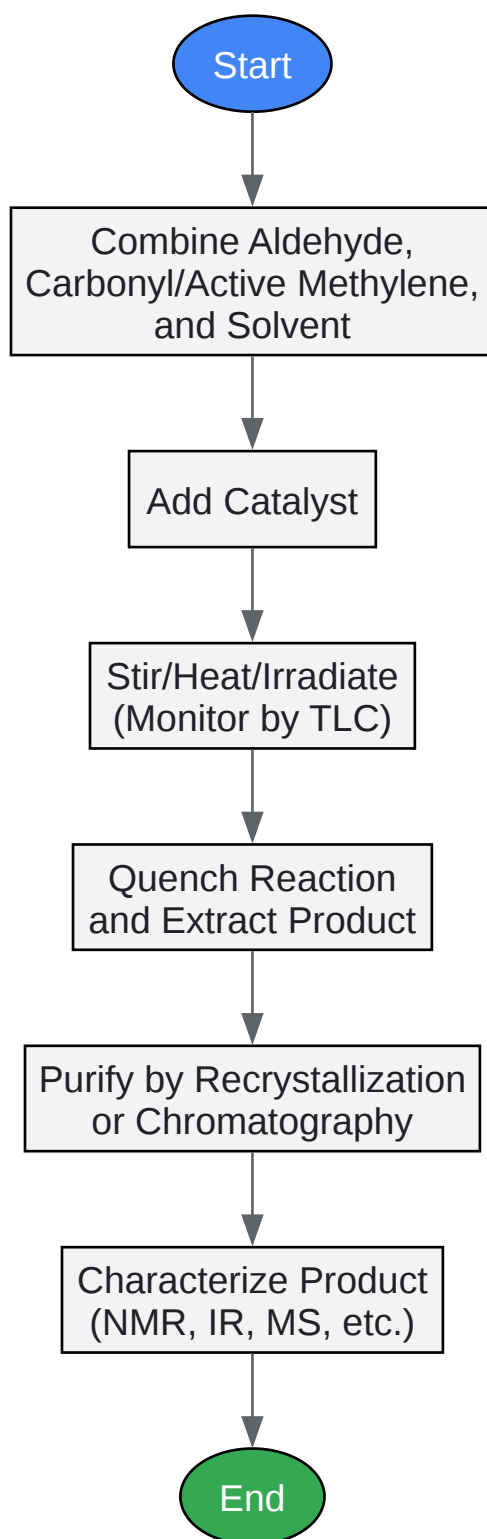 Start
Combine Aldehyde,
Carbonyl/Active Methylene,
and Solvent
Add Catalyst
Stir/Heat/Irradiate
(Monitor by TLC)
Quench Reaction
and Extract Product
Purify by Recrystallization
or Chromatography
Characterize Product
(NMR, IR, MS, etc.)
End